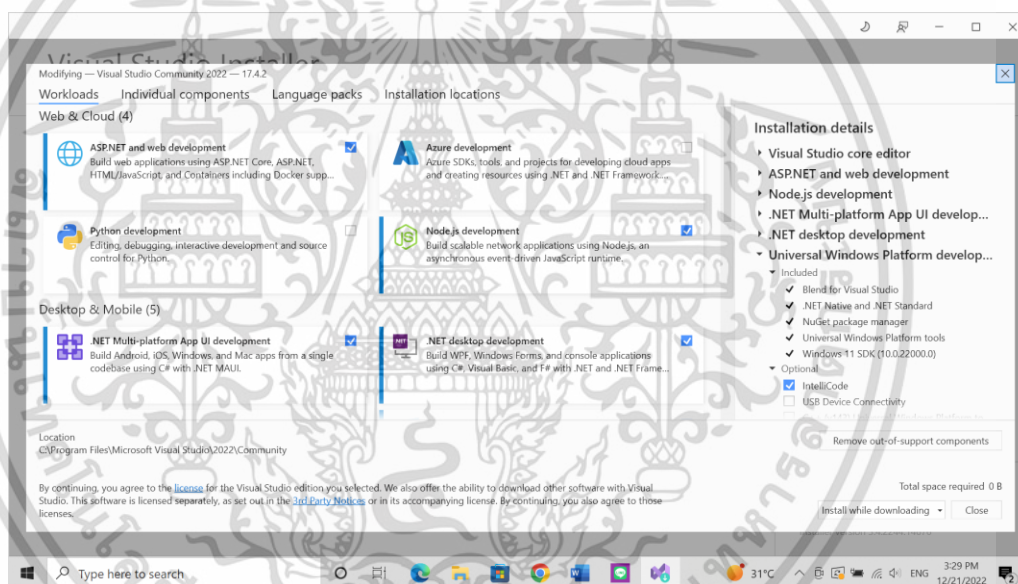 Visual Studio Installer
Modifying — Visual Studio Community 2022 — 17.4.2
Workloads Individual components Language packs Installation locations
Web & Cloud (4)
ASP.NET and web development
Build web applications using ASP.NET Core, ASP.NET,
HTML/JavaScript, and Containers including Docker supp...
Azure development
Azure SDKs, tools, and projects for developing cloud apps
and creating resources using .NET and .NET Framework....
Python development
Editing, debugging, interactive development and source
control for Python.
Node.js development
Build scalable network applications using Node.js, an
asynchronous event-driven JavaScript runtime.
Desktop & Mobile (5)
.NET Multi-platform App UI development
Build Android, iOS, Windows, and Mac apps from a single
codebase using C# with .NET MAUI.
.NET desktop development
Build WPF, Windows Forms, and console applications
using C#, Visual Basic, and F# with .NET and .NET Frame...
Installation details
Visual Studio core editor
ASP.NET and web development
Node.js development
.NET Multi-platform App UI develop...
.NET desktop development
Universal Windows Platform develop...
Included
Blend for Visual Studio
.NET Native and .NET Standard
NuGet package manager
Universal Windows Platform tools
Windows 11 SDK (10.0.22000.0)
Optional
IntelliCode
USB Device Connectivity
Location
C:\Program Files\Microsoft Visual Studio\2022\Community
Remove out-of-support components
By continuing, you agree to the license for the Visual Studio edition you selected. We also offer the ability to download other software with Visual
Studio. This software is licensed separately, as set out in the 3rd Party Notices or in its accompanying license. By continuing, you also agree to those
licenses.
Total space required 0 B
Install while downloading Close
Type here to search
31°C ENG 3:29 PM
12/21/2022